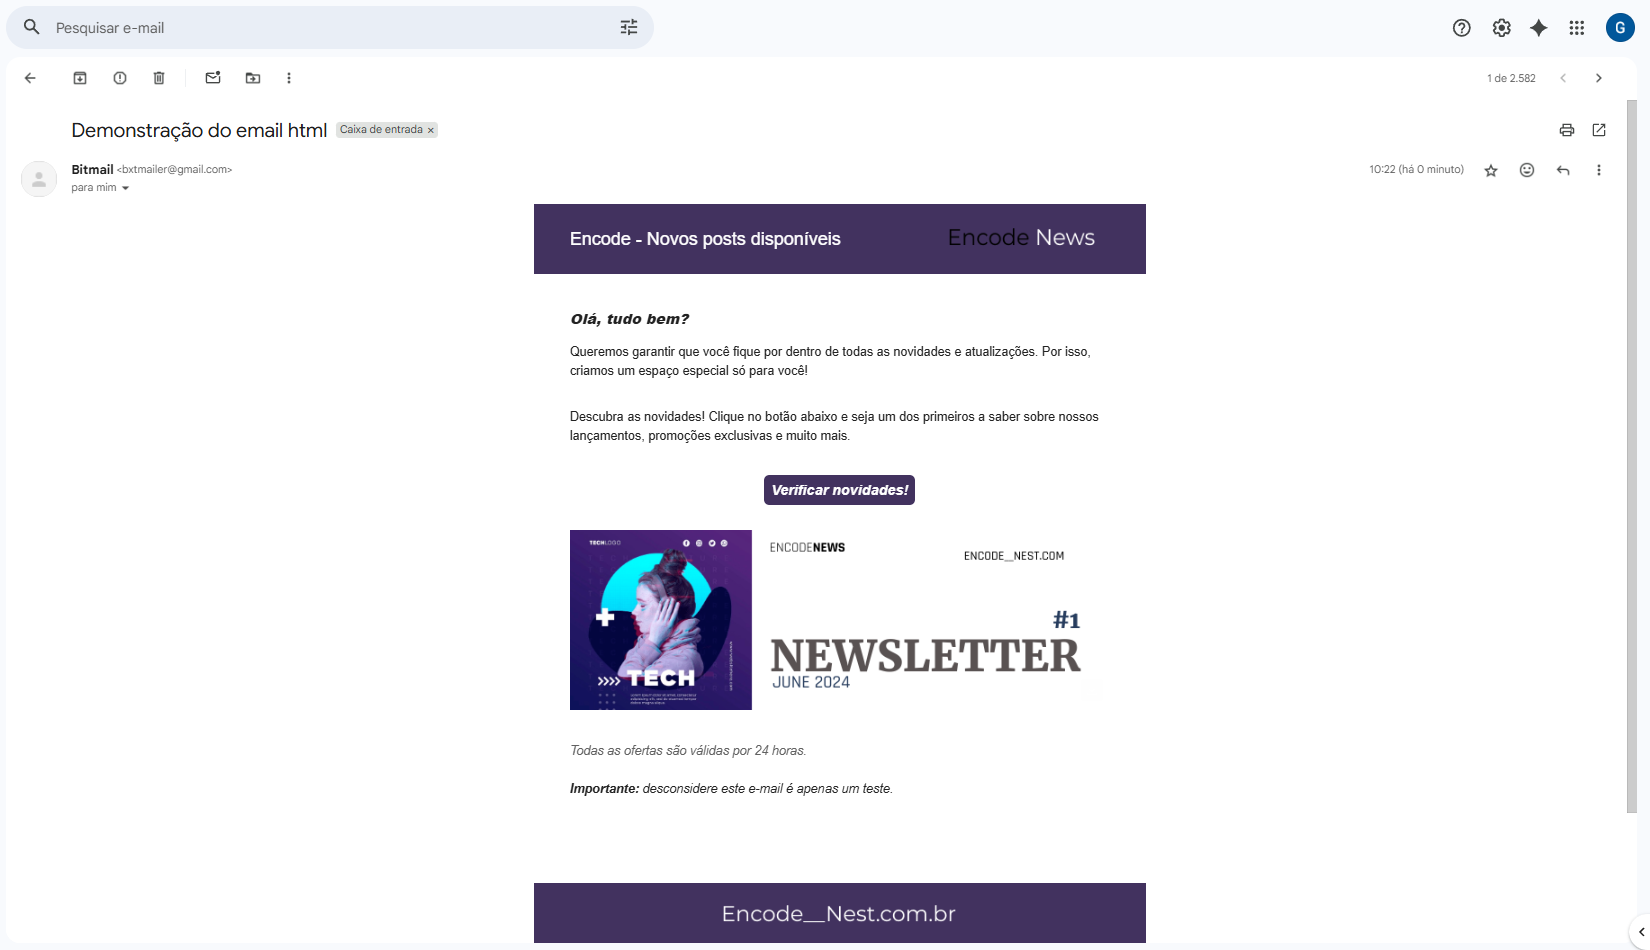 Pesquisar e-mail
G
1 de 2.582
Demonstração do email html
Caixa de entrada ×
Bitmail <bxtmailer@gmail.com>
10:22 (há 0 minuto)
para mim
Encode - Novos posts disponíveis
Encode News
Olá, tudo bem?
Queremos garantir que você fique por dentro de todas as novidades e atualizações. Por isso,
criamos um espaço especial só para você!
Descubra as novidades! Clique no botão abaixo e seja um dos primeiros a saber sobre nossos
lançamentos, promoções exclusivas e muito mais.
Verificar novidades!
TECHLOGO
>>>> TECH
ENCODENEWS
ENCODE__NEST.COM
#1
NEWSLETTER
JUNE 2024
Todas as ofertas são válidas por 24 horas.
Importante: desconsidere este e-mail é apenas um teste.
Encode__Nest.com.br